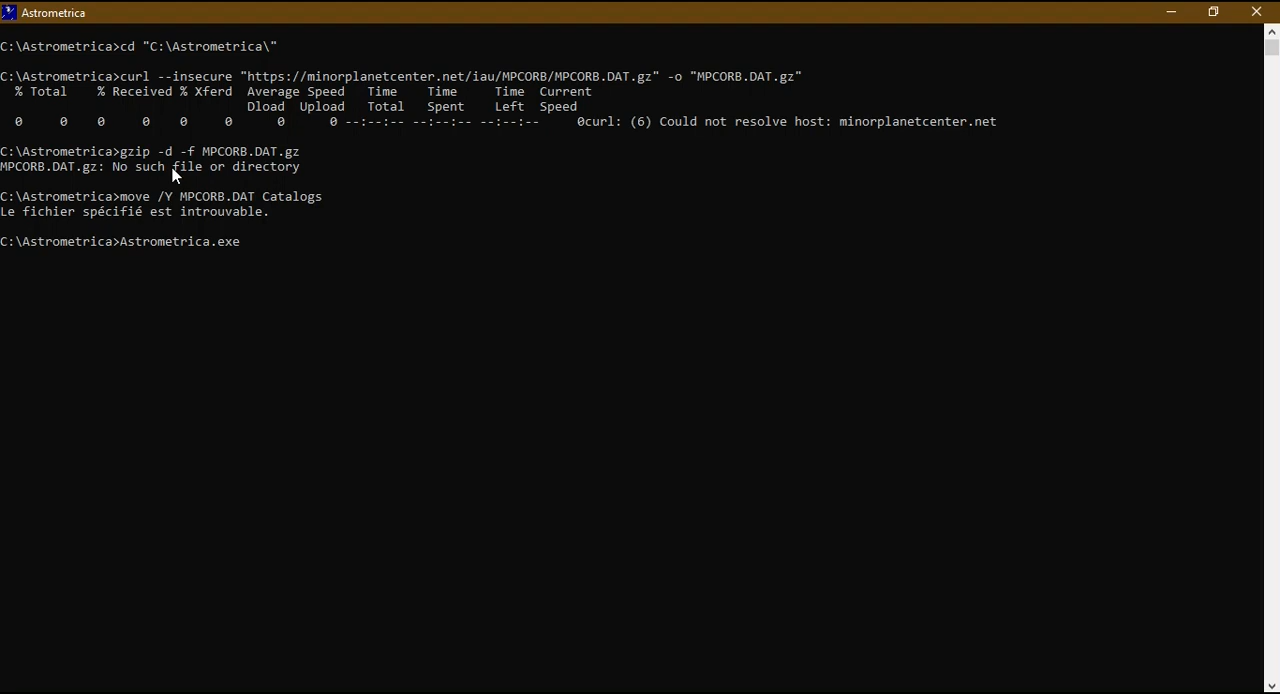 Astrometrica
C:\Astrometrica>cd "C:\Astrometrica\"
C:\Astrometrica>curl --insecure "https://minorplanetcenter.net/iau/MPCORB/MPCORB.DAT.gz" -o "MPCORB.DAT.gz"
% Total % Received % Xferd Average Speed Time Time Time Current
Dload Upload Total Spent Left Speed
0 0 0 0 0 0 0 0 --:--:-- --:--:-- --:--:-- 0curl: (6) Could not resolve host: minorplanetcenter.net
C:\Astrometrica>gzip -d -f MPCORB.DAT.gz
MPCORB.DAT.gz: No such file or directory
C:\Astrometrica>move /Y MPCORB.DAT Catalogs
Le fichier spécifié est introuvable.
C:\Astrometrica>Astrometrica.exe